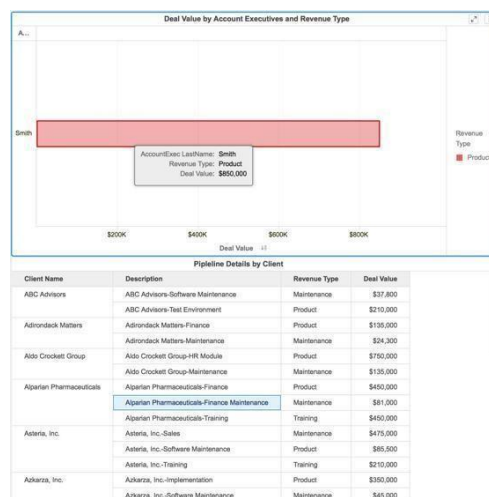 Deal Value by Account Executives and Revenue Type
A...
Smith
AccountExec LastName: Smith
Revenue Type: Product
Deal Value: $850,000
Revenue
Type
Product
$200K $400K $600K $800K
Deal Value
Pipleline Details by Client
Client Name Description Revenue Type Deal Value
ABC Advisors ABC Advisors-Software Maintenance Maintenance $37,800
ABC Advisors-Test Environment Product $210,000
Adirondack Matters Adirondack Matters-Finance Product $135,000
Adirondack Matters-Maintenance Maintenance $24,300
Aldo Crockett Group Aldo Crockett Group-HR Module Product $750,000
Aldo Crockett Group-Maintenance Maintenance $135,000
Alparian Pharmaceuticals Alparian Pharmaceuticals-Finance Product $450,000
Alparian Pharmaceuticals-Finance Maintenance Maintenance $81,000
Alparian Pharmaceuticals-Training Training $450,000
Asteria, Inc. Asteria, Inc.-Sales Maintenance $475,000
Asteria, Inc.-Software Maintenance Product $85,500
Asteria, Inc.-Training Training $210,000
Azkarza, Inc. Azkarza, Inc.-Implementation Product $350,000
Azkarza, Inc.-Software Maintenance Maintenance $45,000